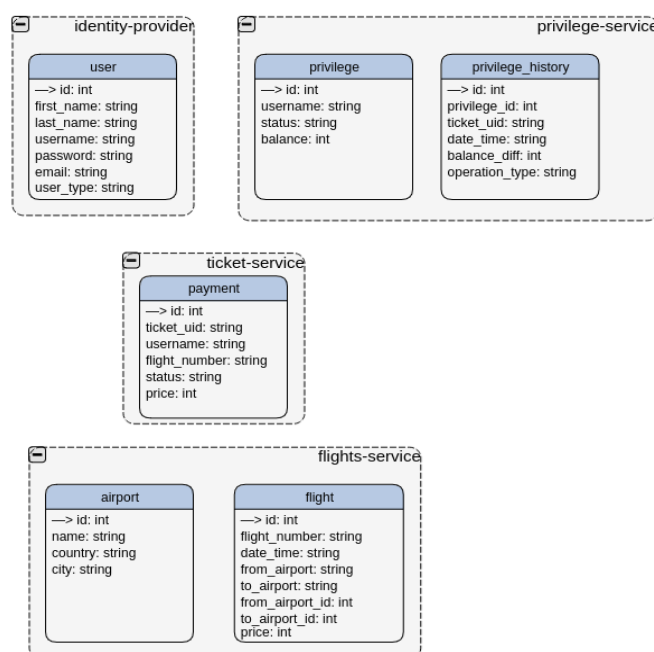 identity-provider
user
—> id: int
first_name: string
last_name: string
username: string
password: string
email: string
user_type: string
privilege-service
privilege
—> id: int
username: string
status: string
balance: int
privilege_history
—> id: int
privilege_id: int
ticket_uid: string
date_time: string
balance_diff: int
operation_type: string
ticket-service
payment
—> id: int
ticket_uid: string
username: string
flight_number: string
status: string
price: int
flights-service
airport
—> id: int
name: string
country: string
city: string
flight
—> id: int
flight_number: string
date_time: string
from_airport: string
to_airport: string
from_airport_id: int
to_airport_id: int
price: int